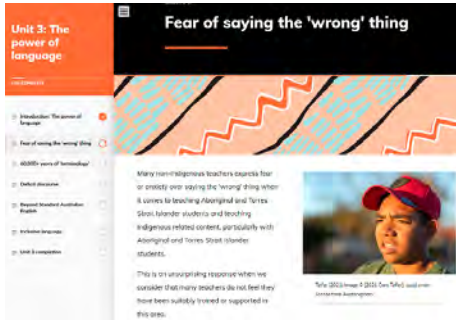 Unit 3: The
power of
language
Fear of saying the 'wrong' thing
Introduction: The power of
language
Fear of saying the 'wrong' thing
60,000+ years of 'terminology'
Deficit discourse
Beyond Standard Australian
English
Inclusive language
Unit 3 completion
Many non-Indigenous teachers express fear
or anxiety over saying the 'wrong' thing when
it comes to teaching Aboriginal and Torres
Strait Islander students and teaching
Indigenous related content, particularly with
Aboriginal and Torres Strait Islander
students.
This is an unsurprising response when we
consider that many teachers do not feel they
have been suitably trained or supported in
this area.